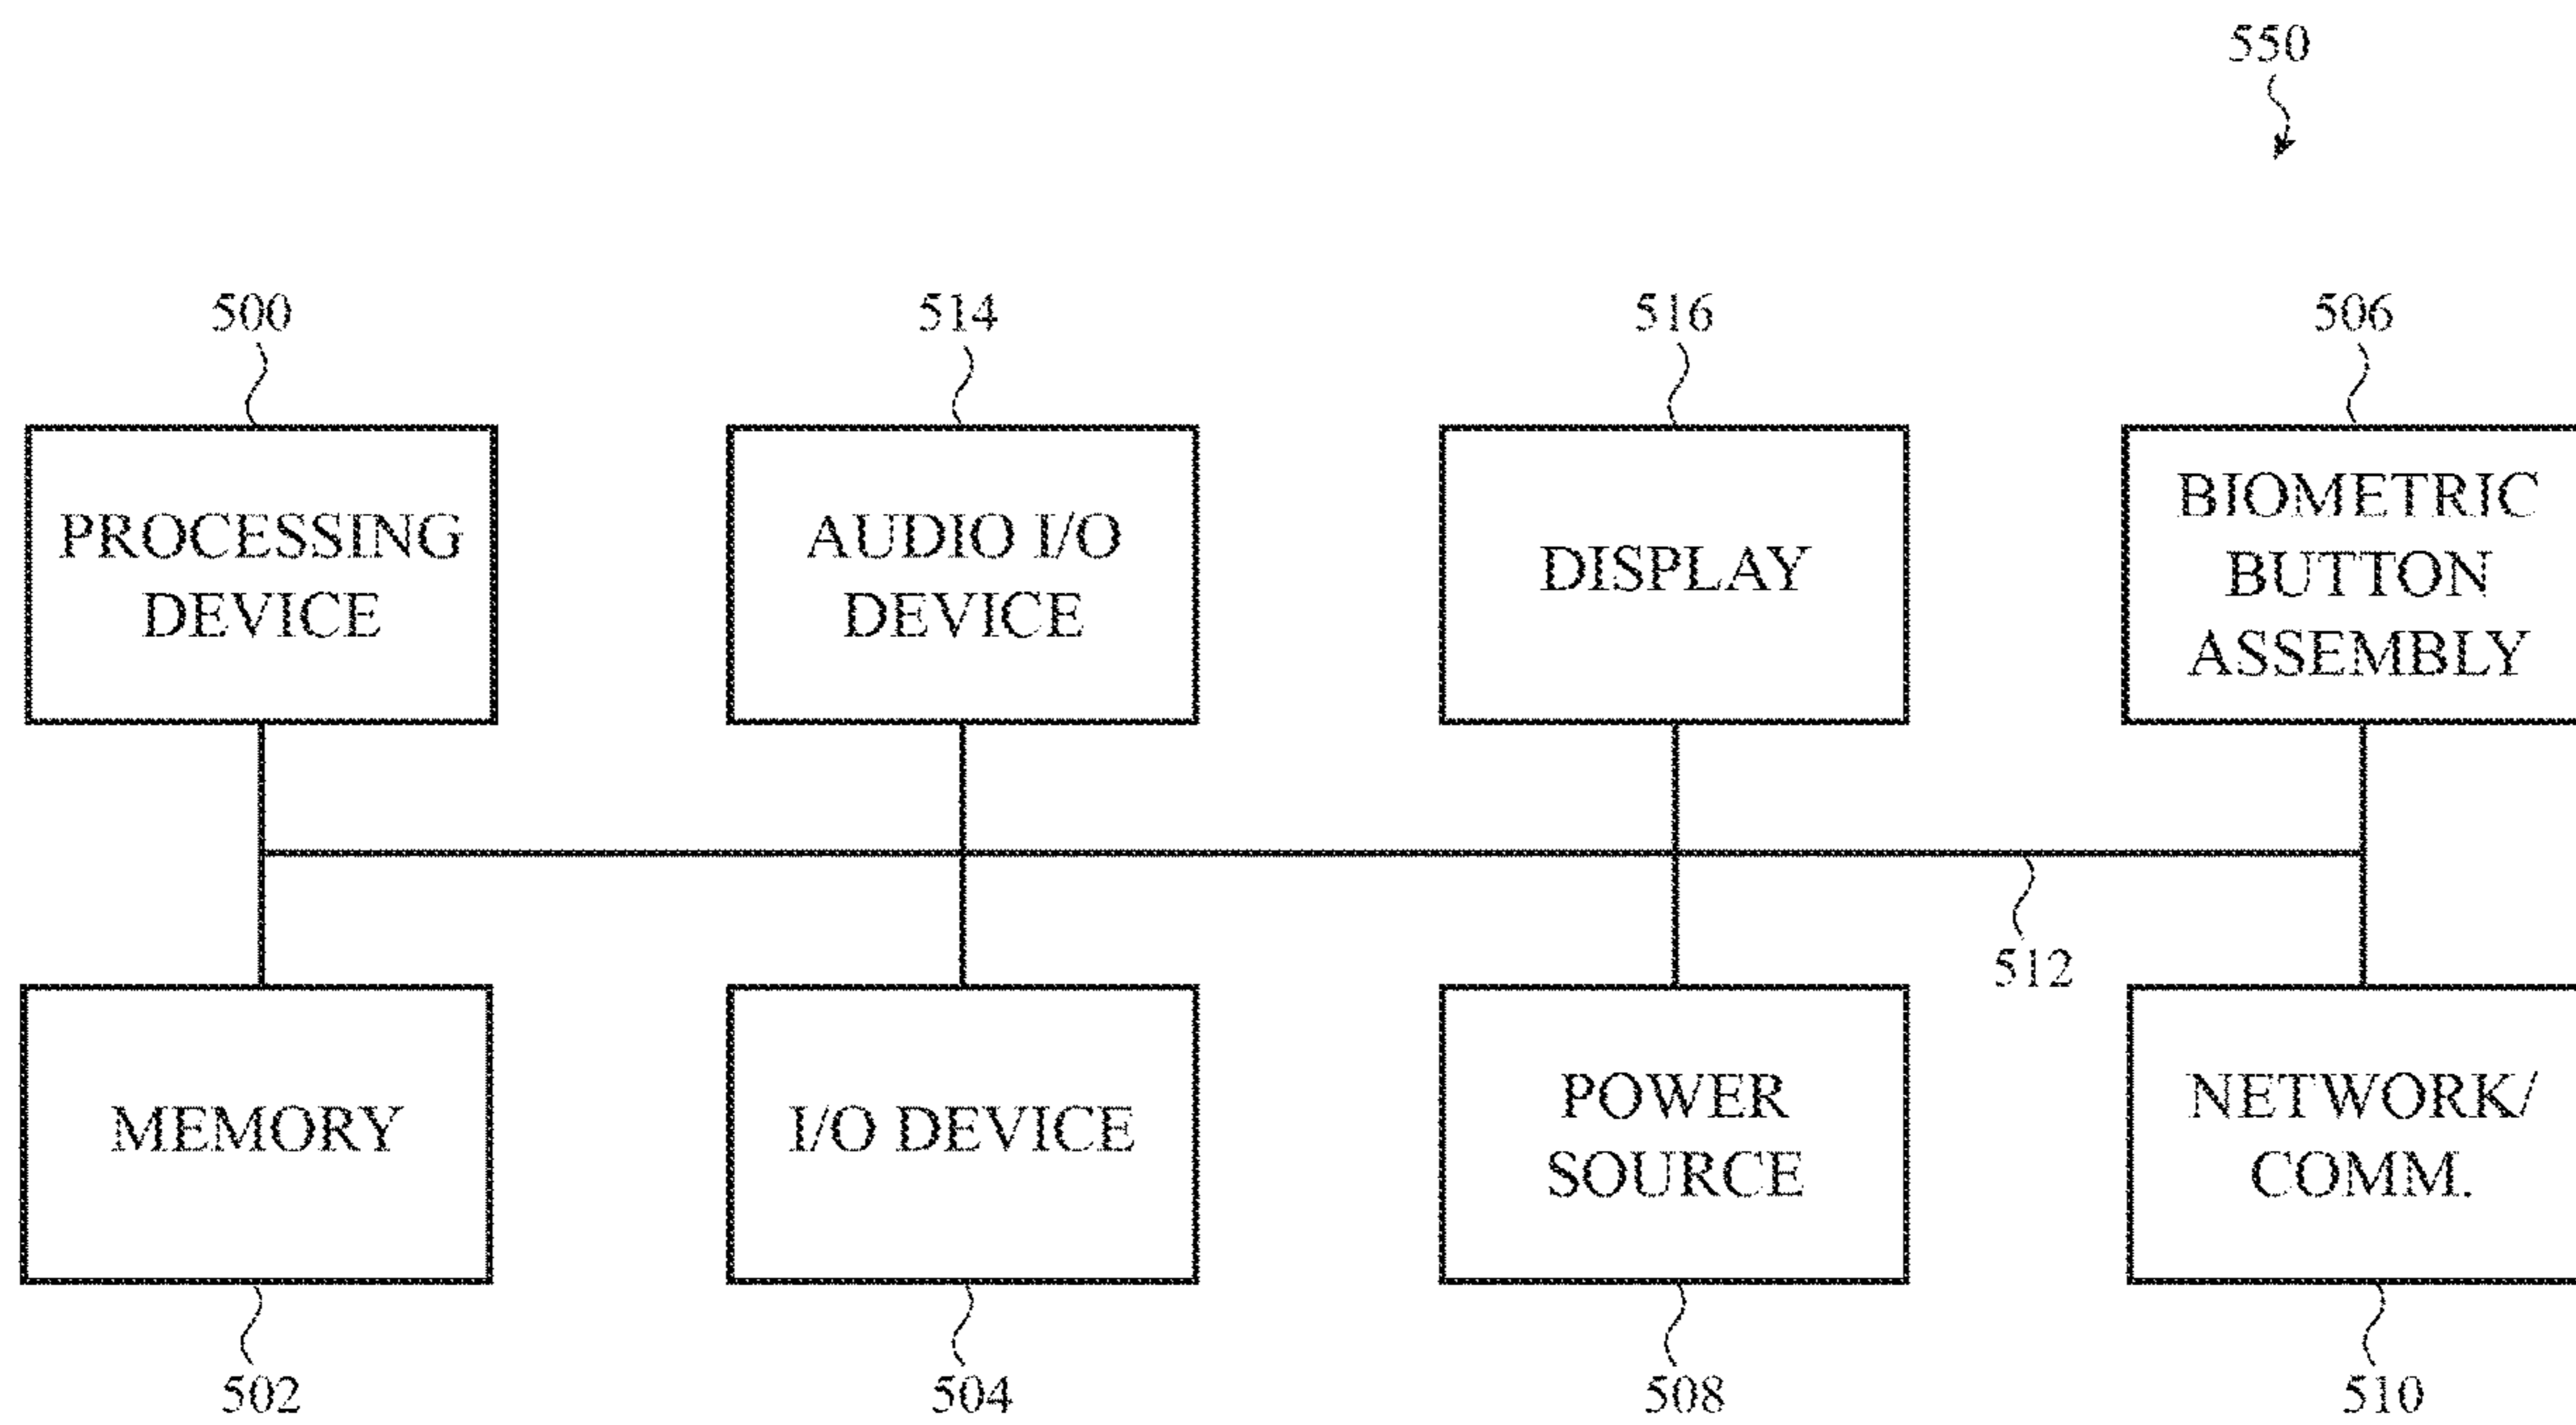 550
500
514
516
506
PROCESSING
DEVICE
AUDIO I/O
DEVICE
DISPLAY
BIOMETRIC
BUTTON
ASSEMBLY
512
MEMORY
I/O DEVICE
POWER
SOURCE
NETWORK/
COMM.
502
504
508
510